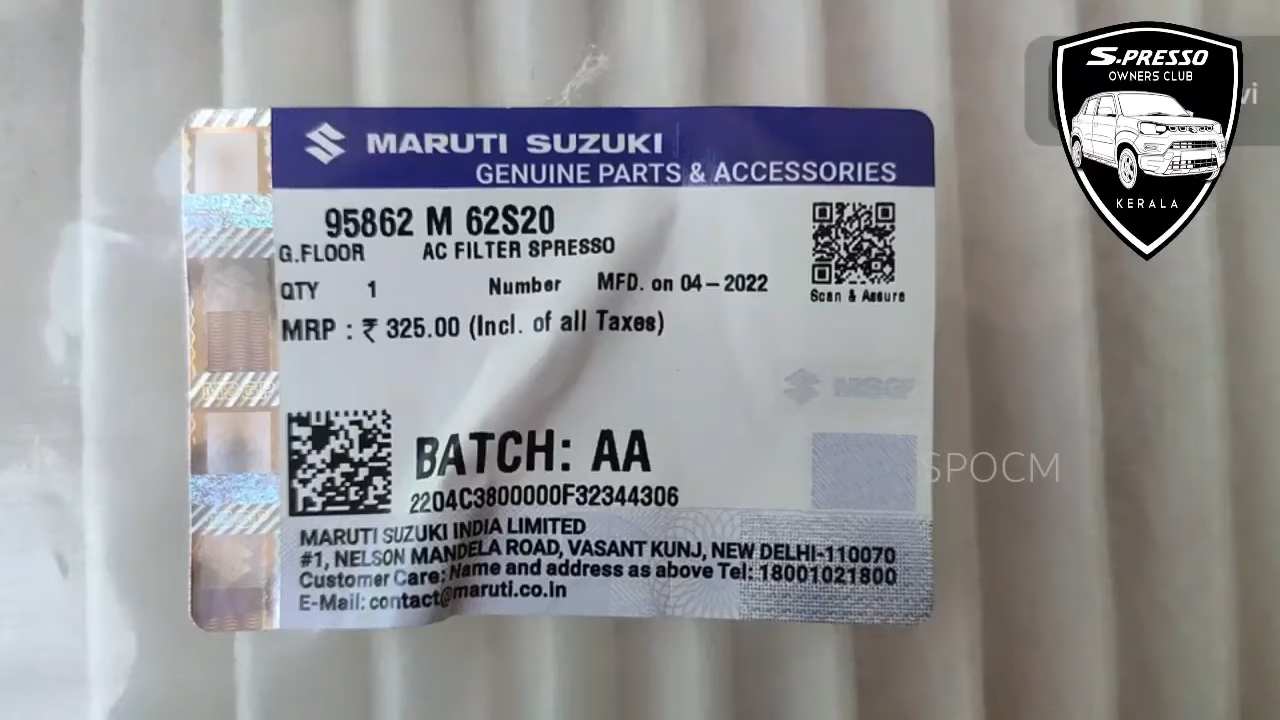 MARUTI SUZUKI
GENUINE PARTS & ACCESSORIES
95862 M 62S20
G.FLOOR AC FILTER SPRESSO
QTY 1 Number MFD. on 04-2022
MRP : ₹ 325.00 (Incl. of all Taxes)
Scan & Assure
MSGP
BATCH: AA
2204C3800000F32344306
MARUTI SUZUKI INDIA LIMITED
#1, NELSON MANDELA ROAD, VASANT KUNJ, NEW DELHI-110070
Customer Care: Name and address as above Tel: 18001021800
E-Mail: contact@maruti.co.in
S-PRESSO
OWNERS CLUB
KERALA
SPOCM